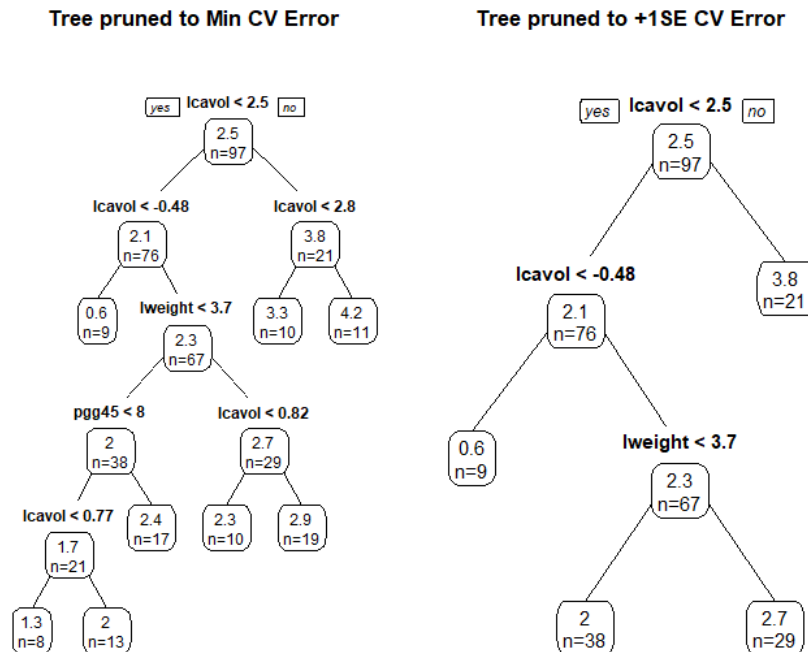 Tree pruned to Min CV Error
yes lcavol < 2.5 no
2.5
n=97
lcavol < -0.48
2.1
n=76
lcavol < 2.8
3.8
n=21
0.6
n=9
lweight < 3.7
2.3
n=67
3.3
n=10
4.2
n=11
pgg45 < 8
2
n=38
lcavol < 0.82
2.7
n=29
lcavol < 0.77
1.7
n=21
2.4
n=17
2.3
n=10
2.9
n=19
1.3
n=8
2
n=13
Tree pruned to +1SE CV Error
yes lcavol < 2.5 no
2.5
n=97
lcavol < -0.48
2.1
n=76
3.8
n=21
0.6
n=9
lweight < 3.7
2.3
n=67
2
n=38
2.7
n=29